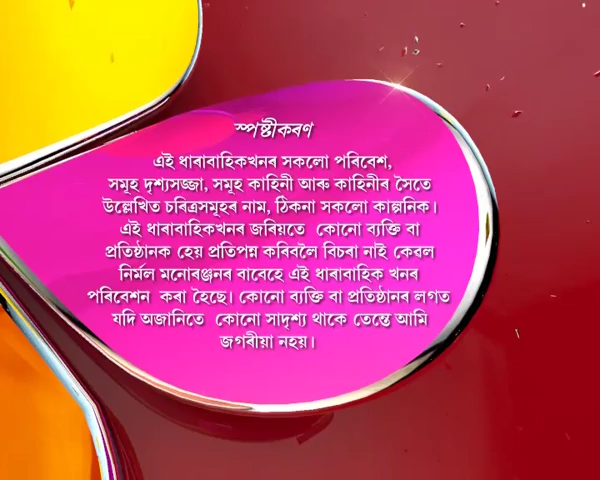 স্পষ্টীকৰণ
এই ধাৰাবাহিকখনৰ সকলো পৰিবেশ,
সমূহ দৃশ্যসজ্জা, সমূহ কাহিনী আৰু কাহিনীৰ সৈতে
উল্লেখিত চৰিত্ৰসমূহৰ নাম, ঠিকনা সকলো কাল্পনিক।
এই ধাৰাবাহিকখনৰ জৰিয়তে কোনো ব্যক্তি বা
প্ৰতিষ্ঠানক হেয় প্ৰতিপন্ন কৰিবলৈ বিচৰা নাই কেৱল
নিৰ্মল মনোৰঞ্জনৰ বাবেহে এই ধাৰাবাহিক খনৰ
পৰিবেশন কৰা হৈছে। কোনো ব্যক্তি বা প্ৰতিষ্ঠানৰ লগত
যদি অজানিতে কোনো সাদৃশ্য থাকে তেন্তে আমি
জগৰীয়া নহয়।